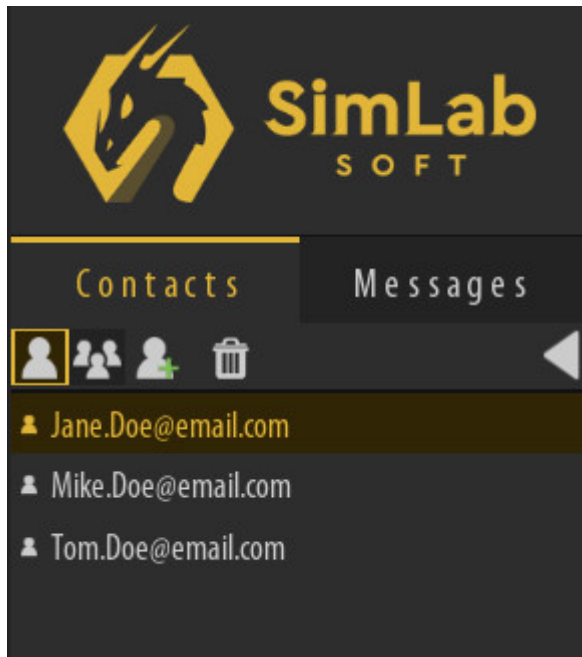 SimLab
SOFT
Contacts Messages
Jane.Doe@email.com
Mike.Doe@email.com
Tom.Doe@email.com